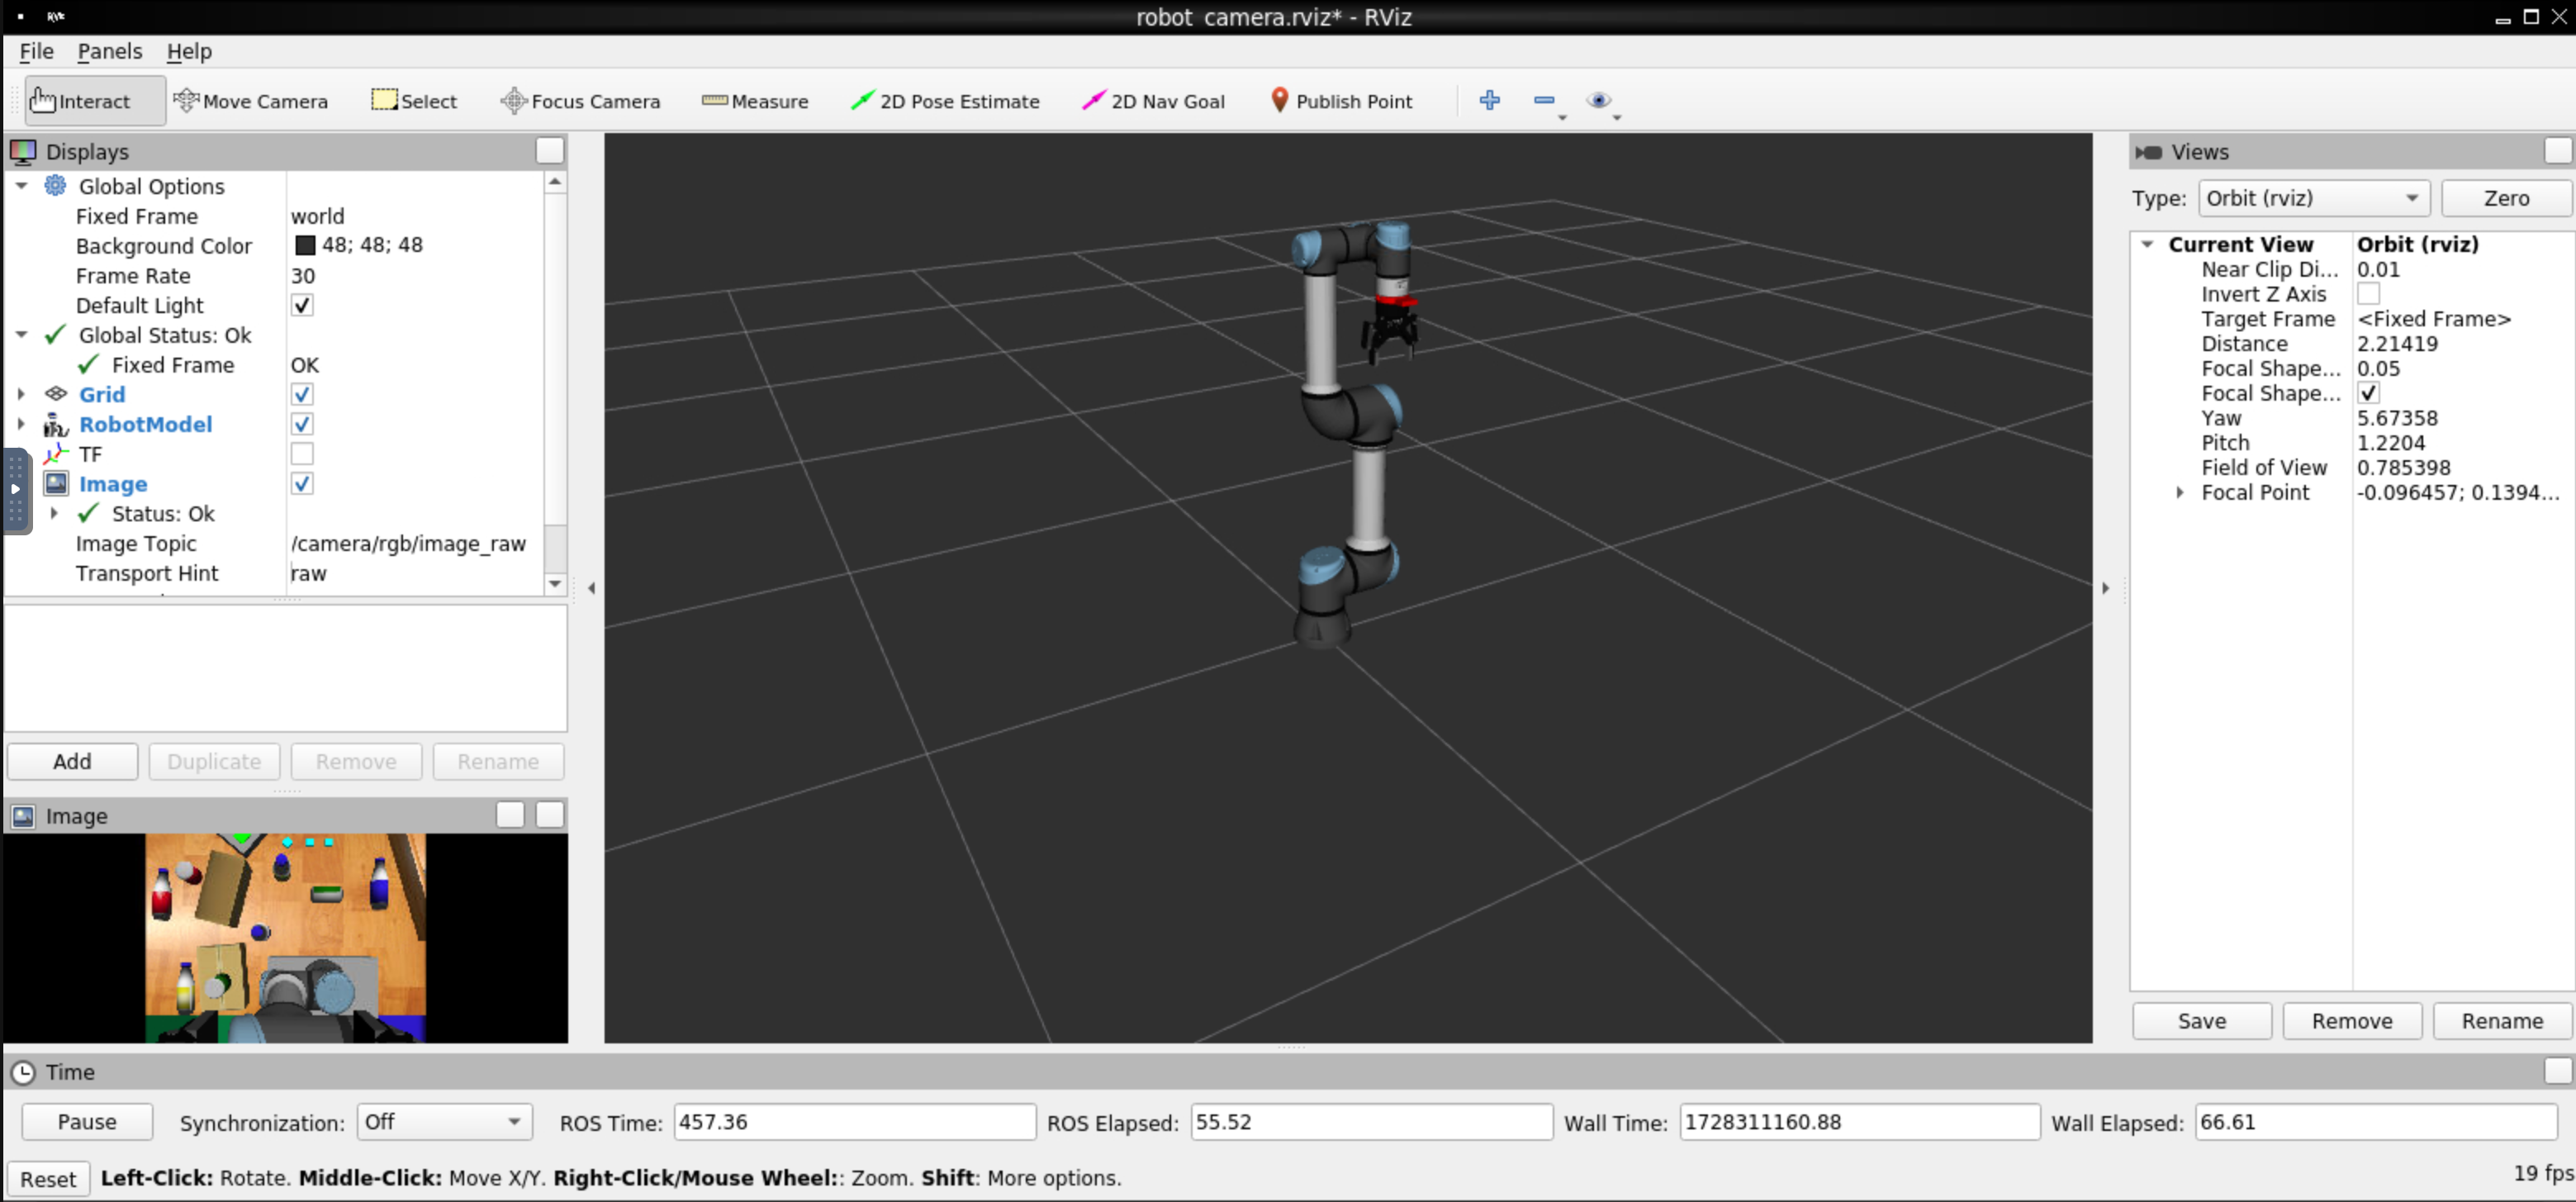 robot_camera.rviz* - RViz
File Panels Help
Interact Move Camera Select Focus Camera Measure 2D Pose Estimate 2D Nav Goal Publish Point
Displays
Global Options
Fixed Frame world
Background Color 48; 48; 48
Frame Rate 30
Default Light
Global Status: Ok
Fixed Frame OK
Grid
RobotModel
TF
Image
Status: Ok
Image Topic /camera/rgb/image_raw
Transport Hint raw
Add Duplicate Remove Rename
Image
Views
Type: Orbit (rviz) Zero
Current View Orbit (rviz)
Near Clip Di... 0.01
Invert Z Axis
Target Frame <Fixed Frame>
Distance 2.21419
Focal Shape... 0.05
Focal Shape...
Yaw 5.67358
Pitch 1.2204
Field of View 0.785398
Focal Point -0.096457; 0.1394...
Save Remove Rename
Time
Pause Synchronization: Off ROS Time: 457.36 ROS Elapsed: 55.52 Wall Time: 1728311160.88 Wall Elapsed: 66.61
Reset Left-Click: Rotate. Middle-Click: Move X/Y. Right-Click/Mouse Wheel:: Zoom. Shift: More options. 19 fps